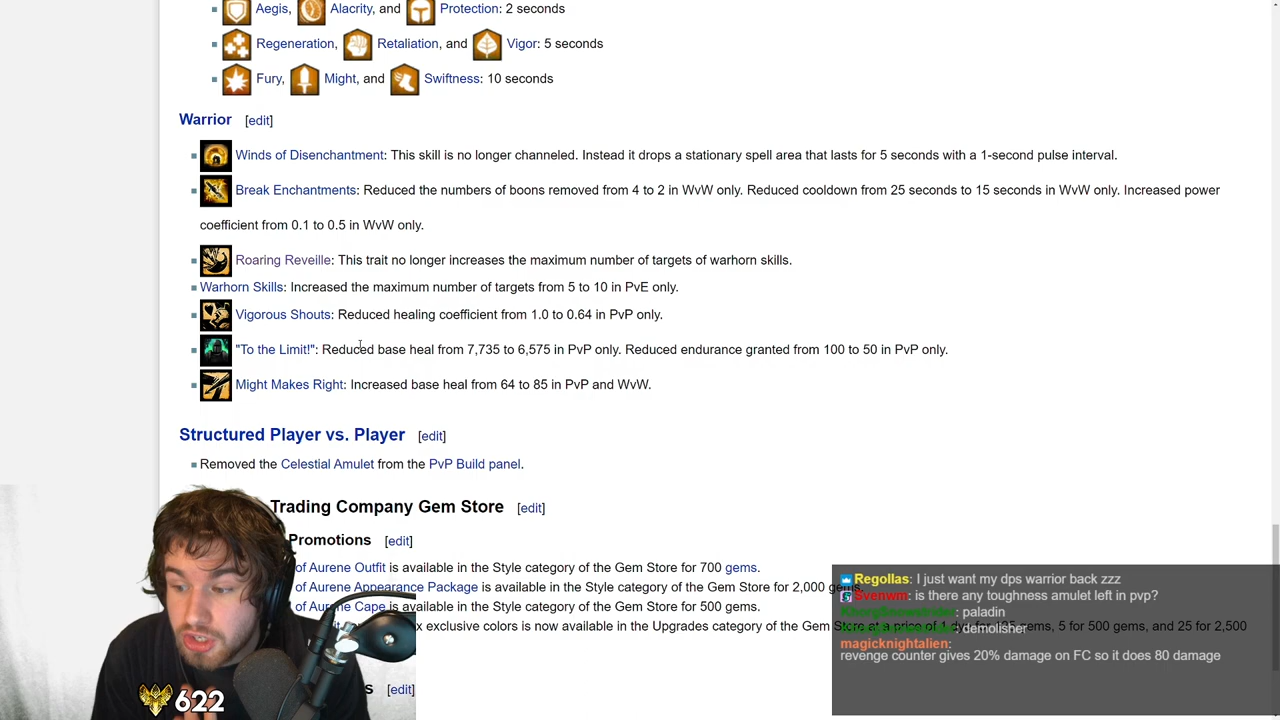 Aegis, Alacrity, and Protection: 2 seconds
Regeneration, Retaliation, and Vigor: 5 seconds
Fury, Might, and Swiftness: 10 seconds
Warrior [edit]
Winds of Disenchantment: This skill is no longer channeled. Instead it drops a stationary spell area that lasts for 5 seconds with a 1-second pulse interval.
Break Enchantments: Reduced the numbers of boons removed from 4 to 2 in WvW only. Reduced cooldown from 25 seconds to 15 seconds in WvW only. Increased power
coefficient from 0.1 to 0.5 in WvW only.
Roaring Reveille: This trait no longer increases the maximum number of targets of warhorn skills.
Warhorn Skills: Increased the maximum number of targets from 5 to 10 in PvE only.
Vigorous Shouts: Reduced healing coefficient from 1.0 to 0.64 in PvP only.
"To the Limit!": Reduced base heal from 7,735 to 6,575 in PvP only. Reduced endurance granted from 100 to 50 in PvP only.
Might Makes Right: Increased base heal from 64 to 85 in PvP and WvW.
Structured Player vs. Player [edit]
Removed the Celestial Amulet from the PvP Build panel.
Trading Company Gem Store [edit]
Promotions [edit]
of Aurene Outfit is available in the Style category of the Gem Store for 700 gems.
of Aurene Appearance Package is available in the Style category of the Gem Store for 2,000 gems.
of Aurene Cape is available in the Style category of the Gem Store for 500 gems.
exclusive colors is now available in the Upgrades category of the Gem Store at a price of 1 gems, 5 for 500 gems, and 25 for 2,500
[edit]
622
Regollas: I just want my dps warrior back zzz
Svenwm: is there any toughness amulet left in pvp?
: paladin
: demolisher
magicknightalien:
revenge counter gives 20% damage on FC so it does 80 damage